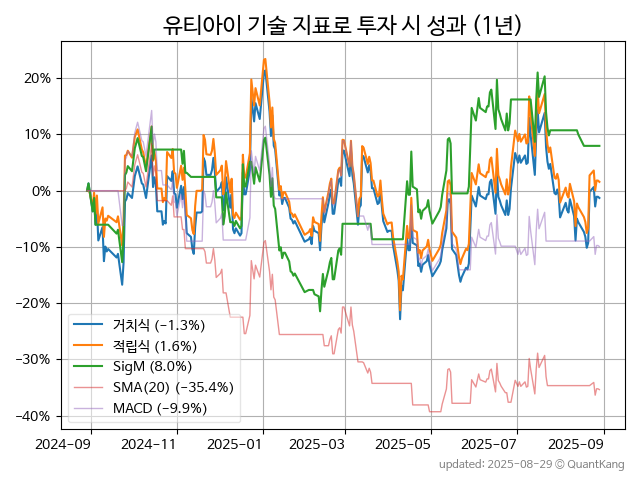 유티아이 기술 지표로 투자 시 성과 (1년)
20%
10%
0%
−10%
−20%
−30%
−40%
거치식 (−1.3%)
적립식 (1.6%)
SigM (8.0%)
SMA(20) (−35.4%)
MACD (−9.9%)
2024-09 2024-11 2025-01 2025-03 2025-05 2025-07 2025-09
updated: 2025-08-29 © QuantKang